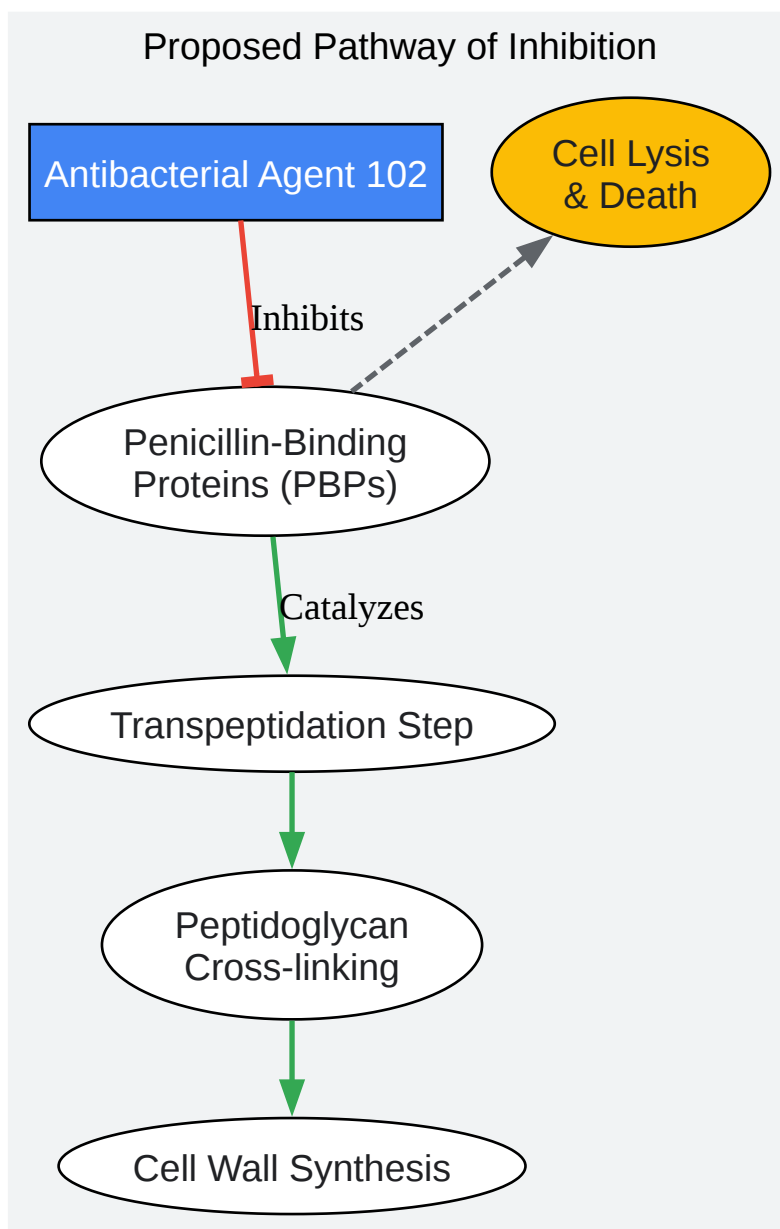 Proposed Pathway of Inhibition
Antibacterial Agent 102
Cell Lysis
& Death
Inhibits
Penicillin-Binding
Proteins (PBPs)
Catalyzes
Transpeptidation Step
Peptidoglycan
Cross-linking
Cell Wall Synthesis